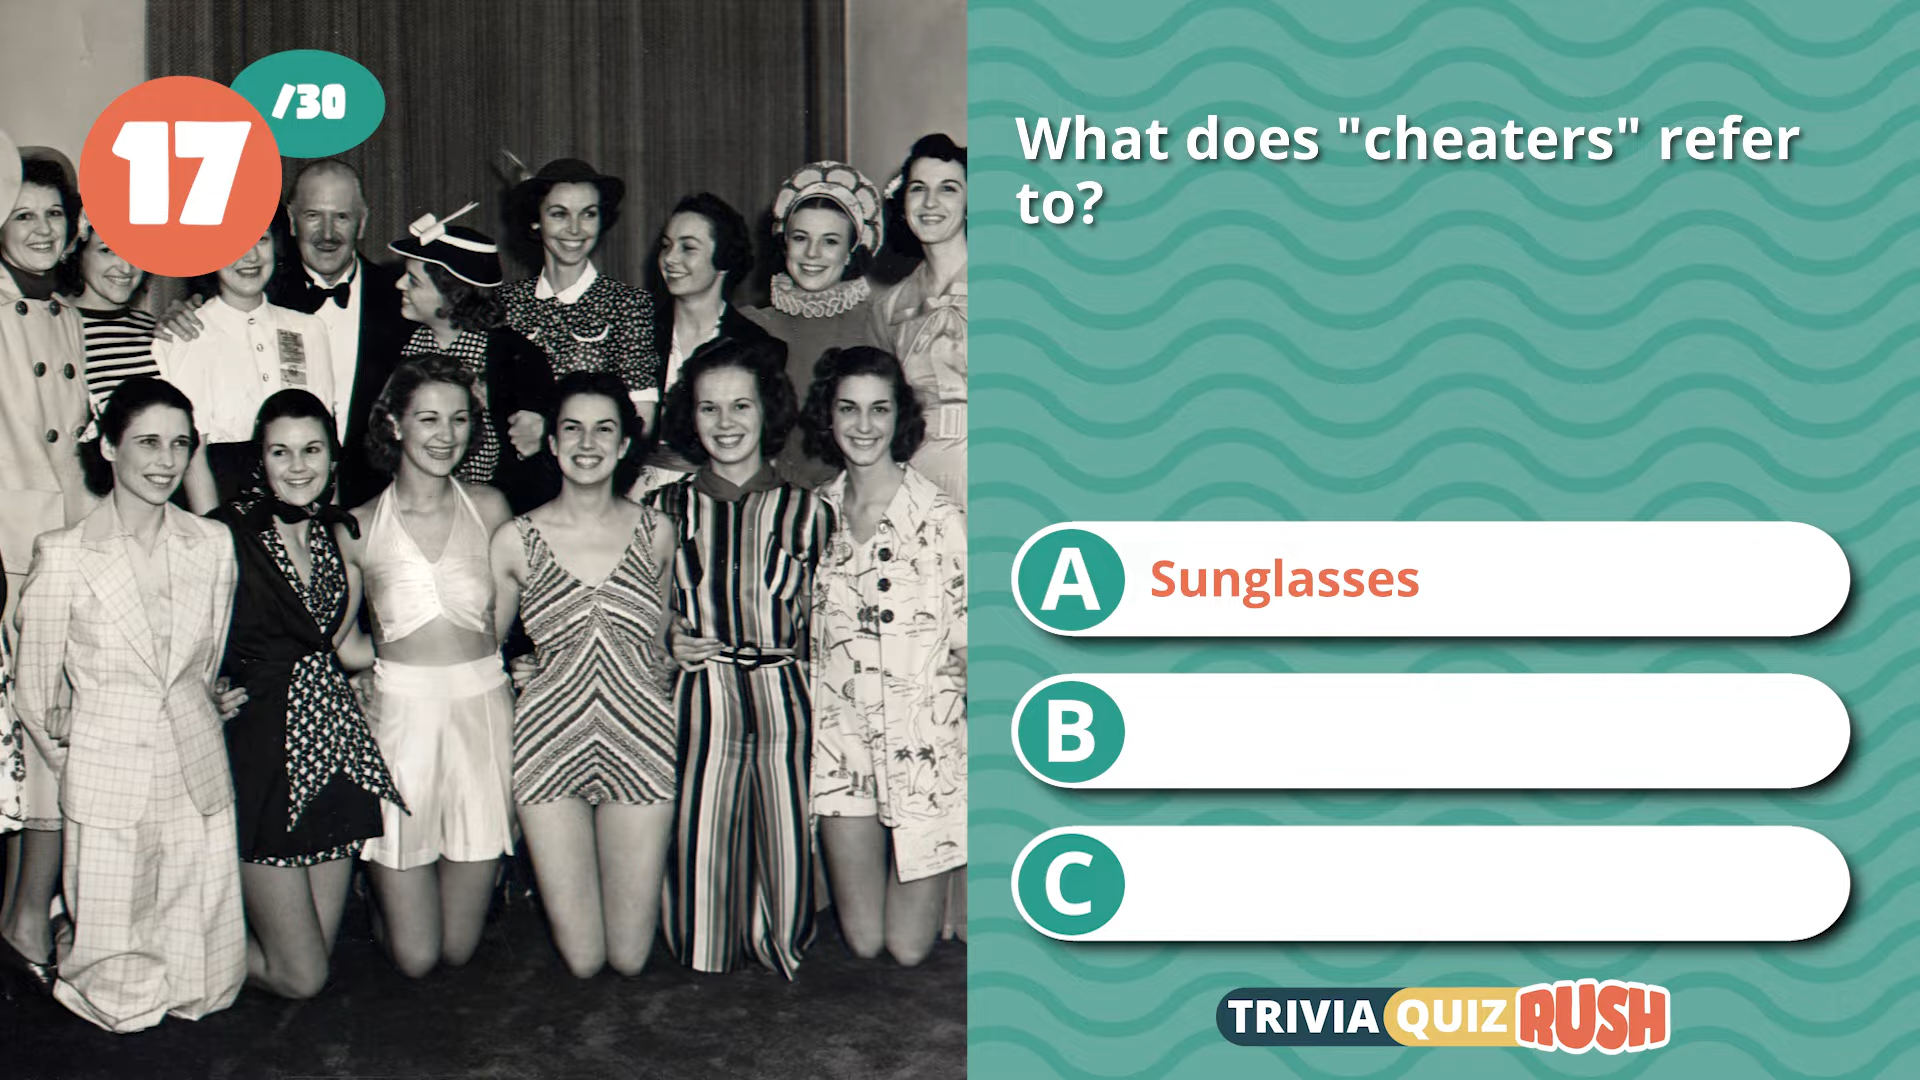 17
/30
What does "cheaters" refer
to?
A
Sunglasses
B
C
TRIVIA QUIZ RUSH